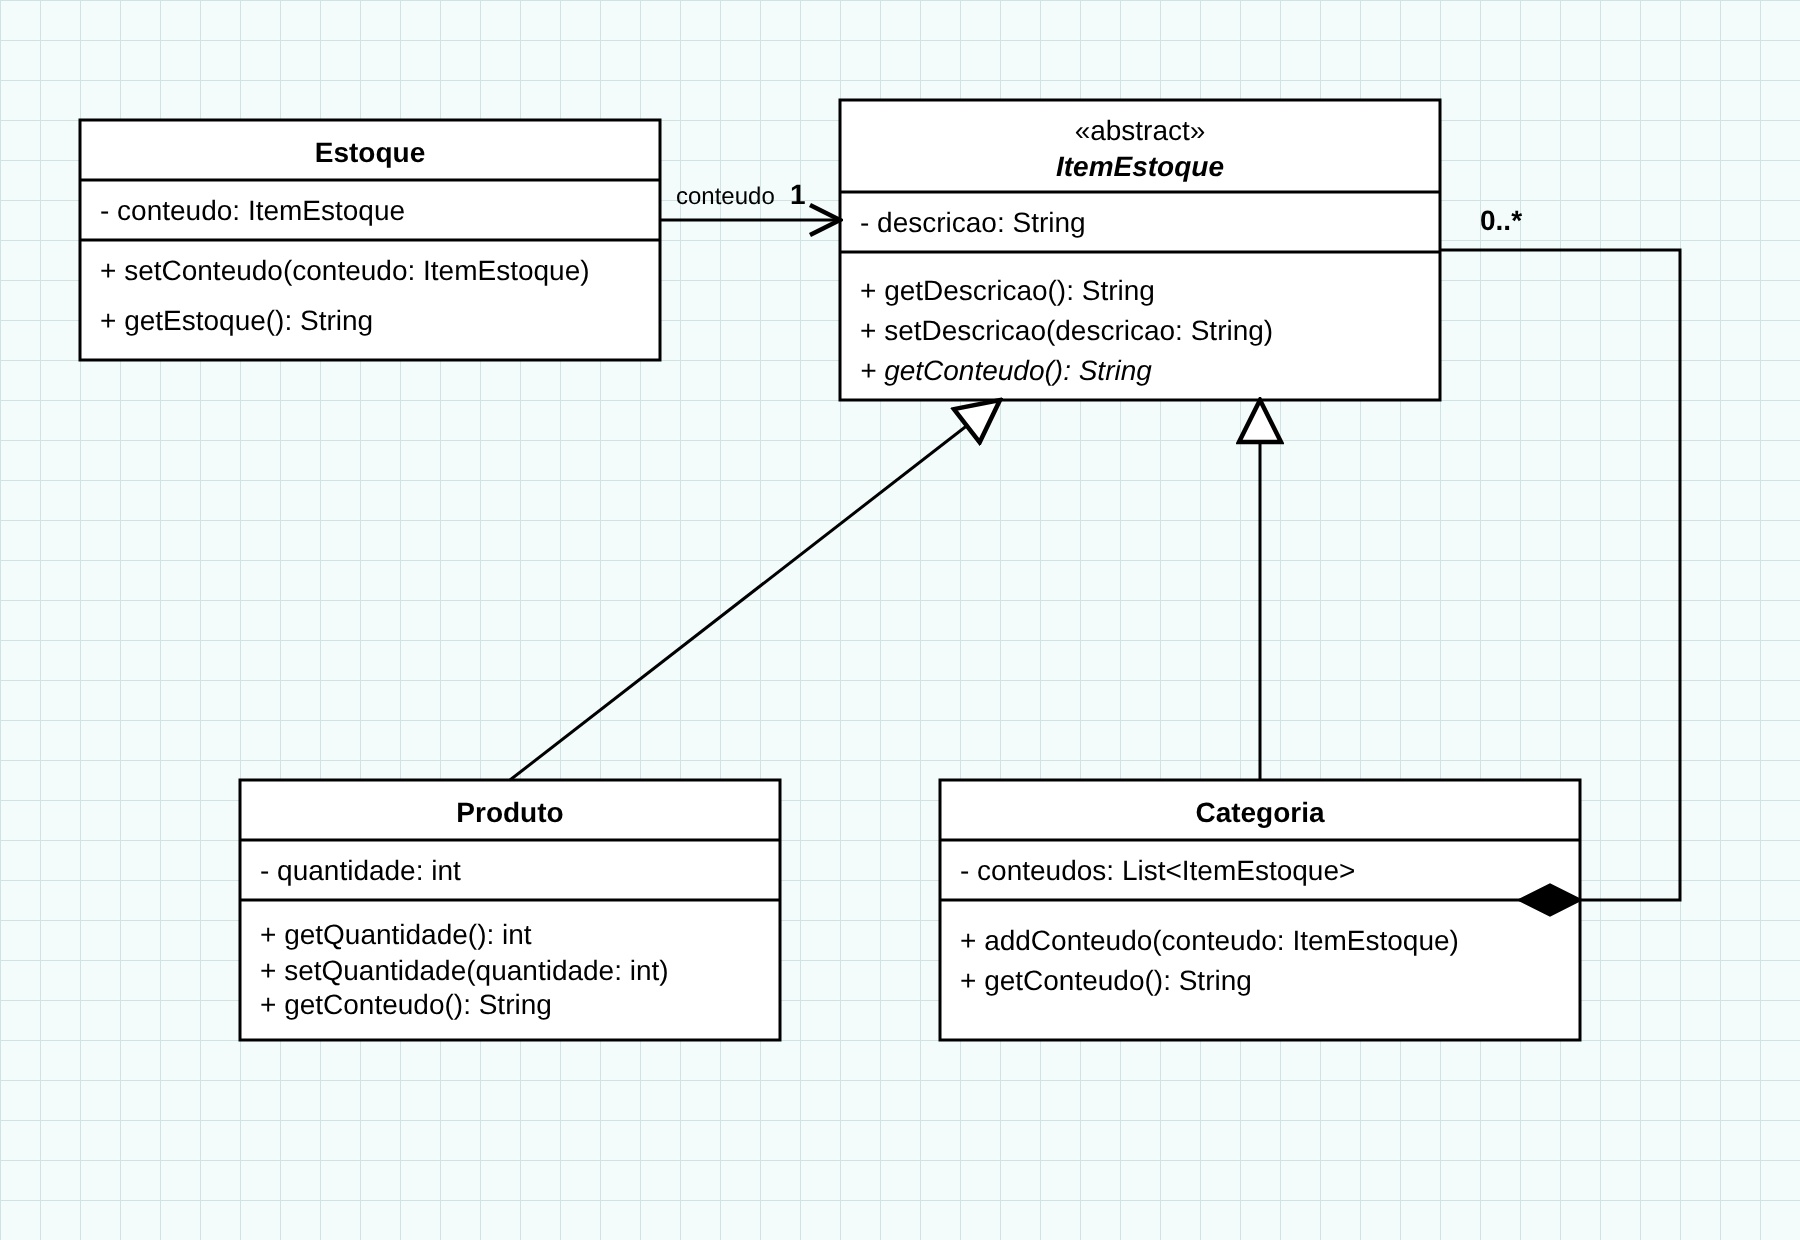 Estoque
- conteudo: ItemEstoque
+ setConteudo(conteudo: ItemEstoque)
+ getEstoque(): String
conteudo 1
«abstract»
ItemEstoque
- descricao: String
+ getDescricao(): String
+ setDescricao(descricao: String)
+ getConteudo(): String
0..*
Produto
- quantidade: int
+ getQuantidade(): int
+ setQuantidade(quantidade: int)
+ getConteudo(): String
Categoria
- conteudos: List<ItemEstoque>
+ addConteudo(conteudo: ItemEstoque)
+ getConteudo(): String